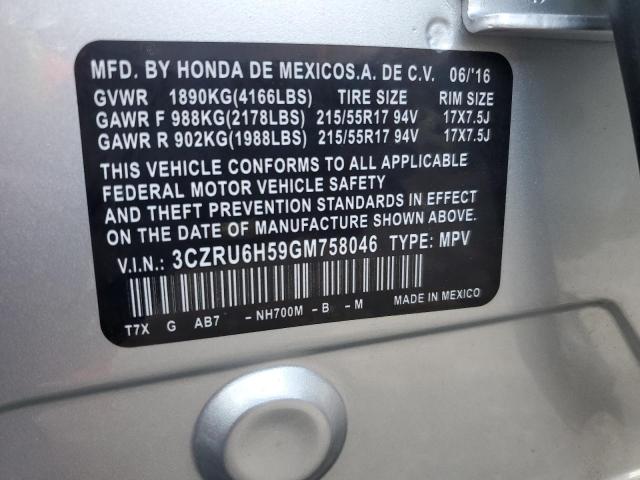 MFD. BY HONDA DE MEXICOS.A. DE C.V. 06/'16
GVWR 1890KG(4166LBS) TIRE SIZE RIM SIZE
GAWR F 988KG(2178LBS) 215/55R17 94V 17X7.5J
GAWR R 902KG(1988LBS) 215/55R17 94V 17X7.5J
THIS VEHICLE CONFORMS TO ALL APPLICABLE
FEDERAL MOTOR VEHICLE SAFETY
AND THEFT PREVENTION STANDARDS IN EFFECT
ON THE DATE OF MANUFACTURE SHOWN ABOVE.
V.I.N.: 3CZRU6H59GM758046 TYPE: MPV
T7X G AB7 -NH700M -B -M MADE IN MEXICO